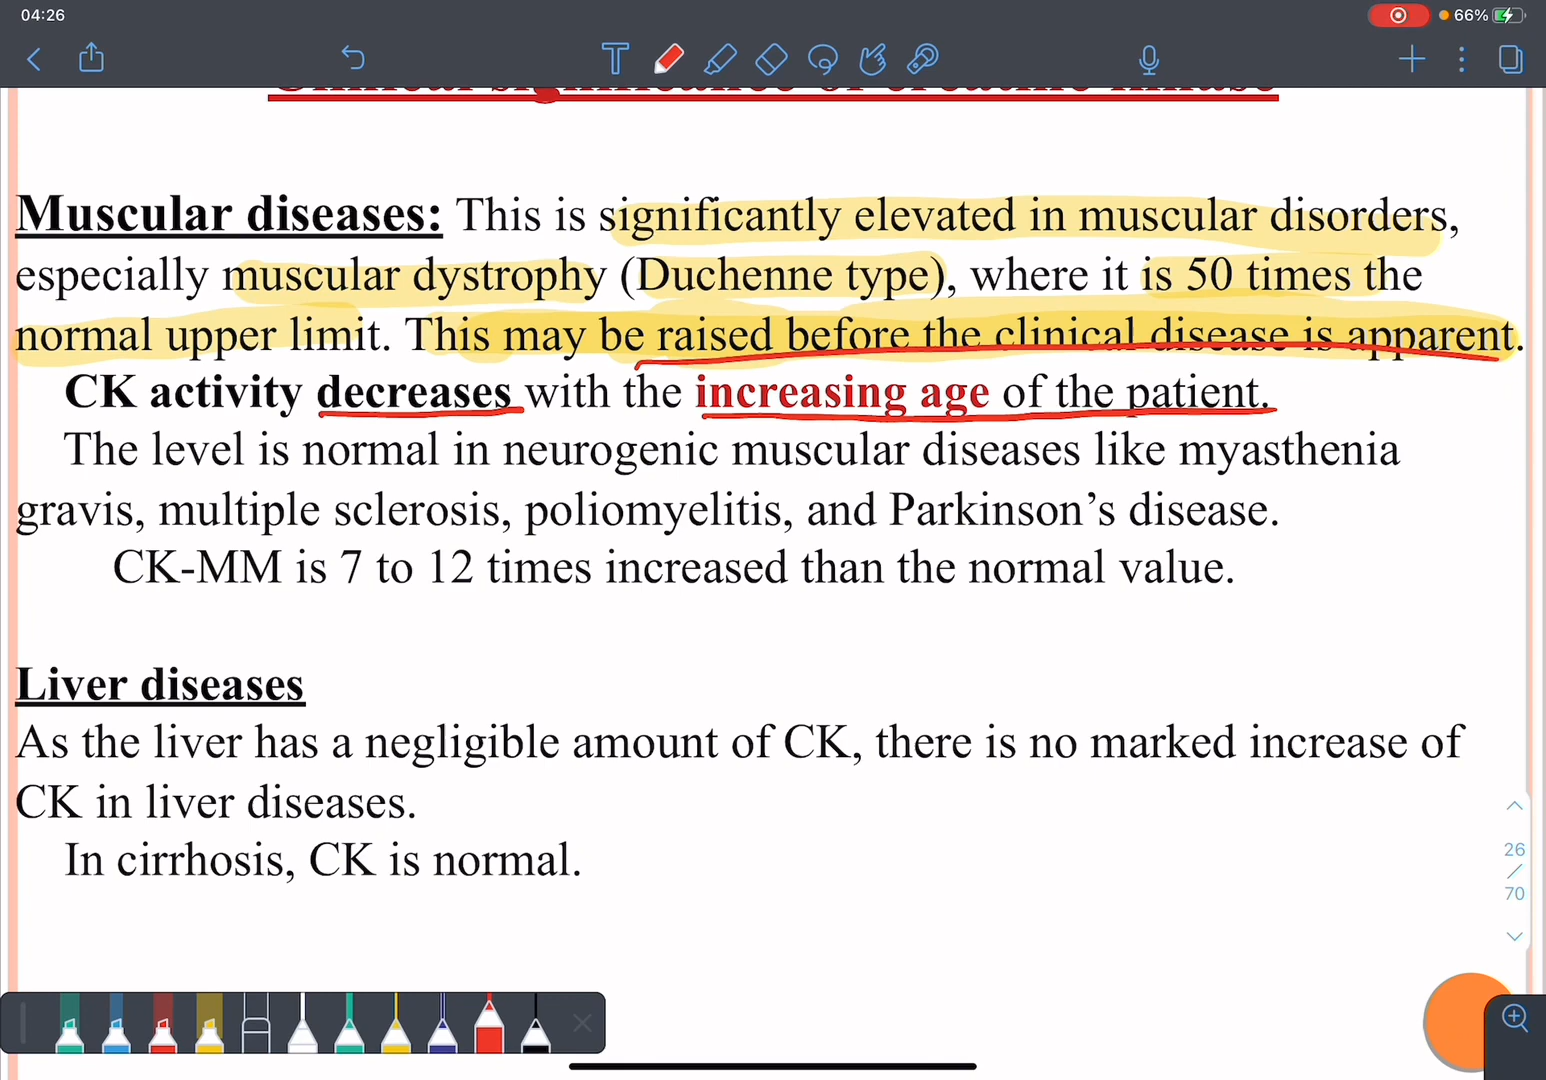 04:26
66%
T
Clinical significance of creatine kinase
Muscular diseases: This is significantly elevated in muscular disorders,
especially muscular dystrophy (Duchenne type), where it is 50 times the
normal upper limit. This may be raised before the clinical disease is apparent.
CK activity decreases with the increasing age of the patient.
The level is normal in neurogenic muscular diseases like myasthenia
gravis, multiple sclerosis, poliomyelitis, and Parkinson’s disease.
CK-MM is 7 to 12 times increased than the normal value.
Liver diseases
As the liver has a negligible amount of CK, there is no marked increase of
CK in liver diseases.
In cirrhosis, CK is normal.
26
/
70